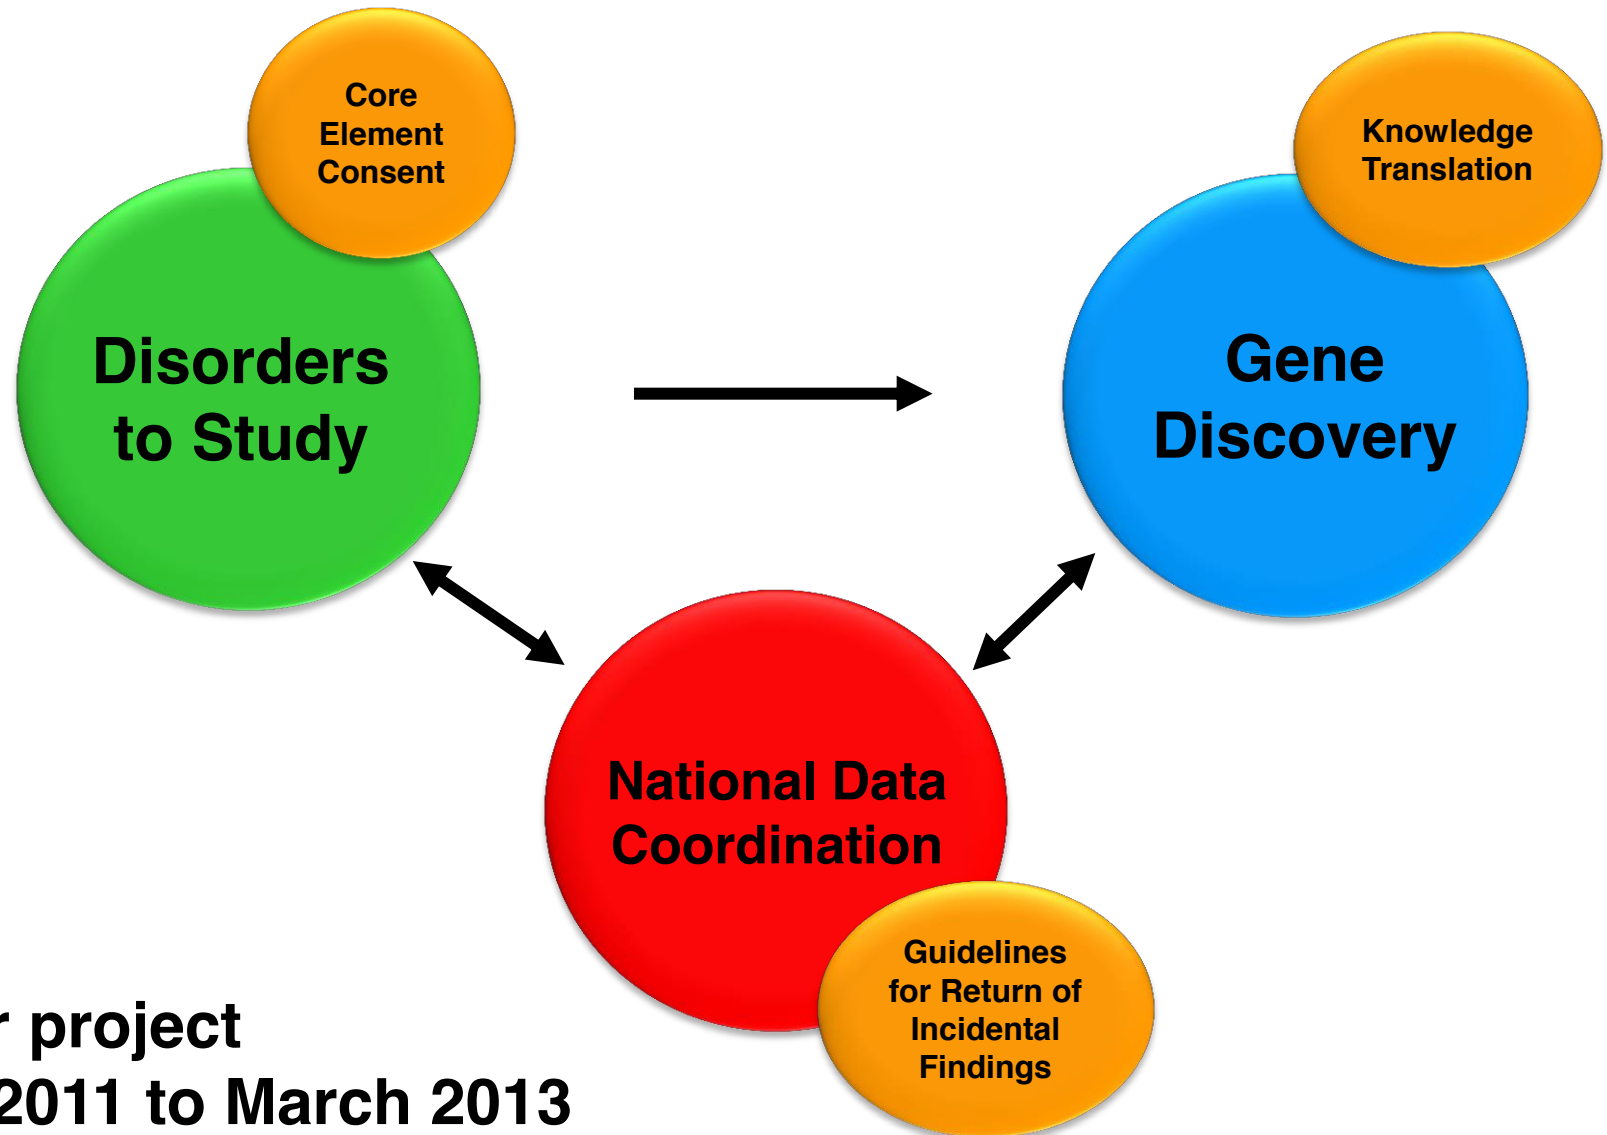 Core
Element
Consent
Knowledge
Translation
Disorders
to Study
Gene
Discovery
National Data
Coordination
Guidelines
for Return of
Incidental
Findings
project
2011 to March 2013